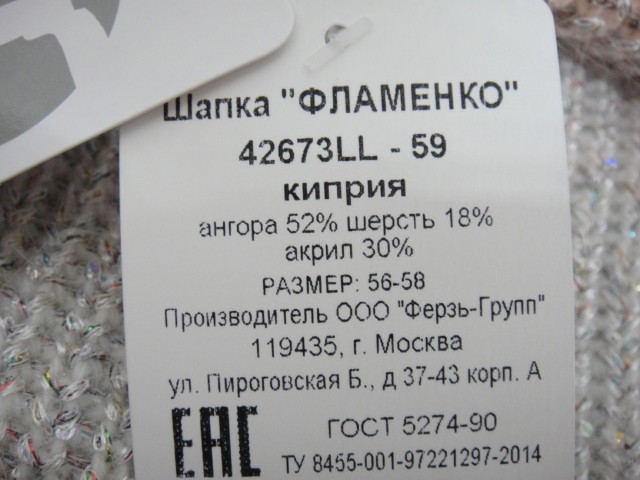 Шапка "ФЛАМЕНКО"
42673LL - 59
киприя
ангора 52% шерсть 18%
акрил 30%
РАЗМЕР: 56-58
Производитель ООО "Ферзь-Групп"
119435, г. Москва
ул. Пироговская Б., д 37-43 корп. А
ЕАС ГОСТ 5274-90
ТУ 8455-001-97221297-2014